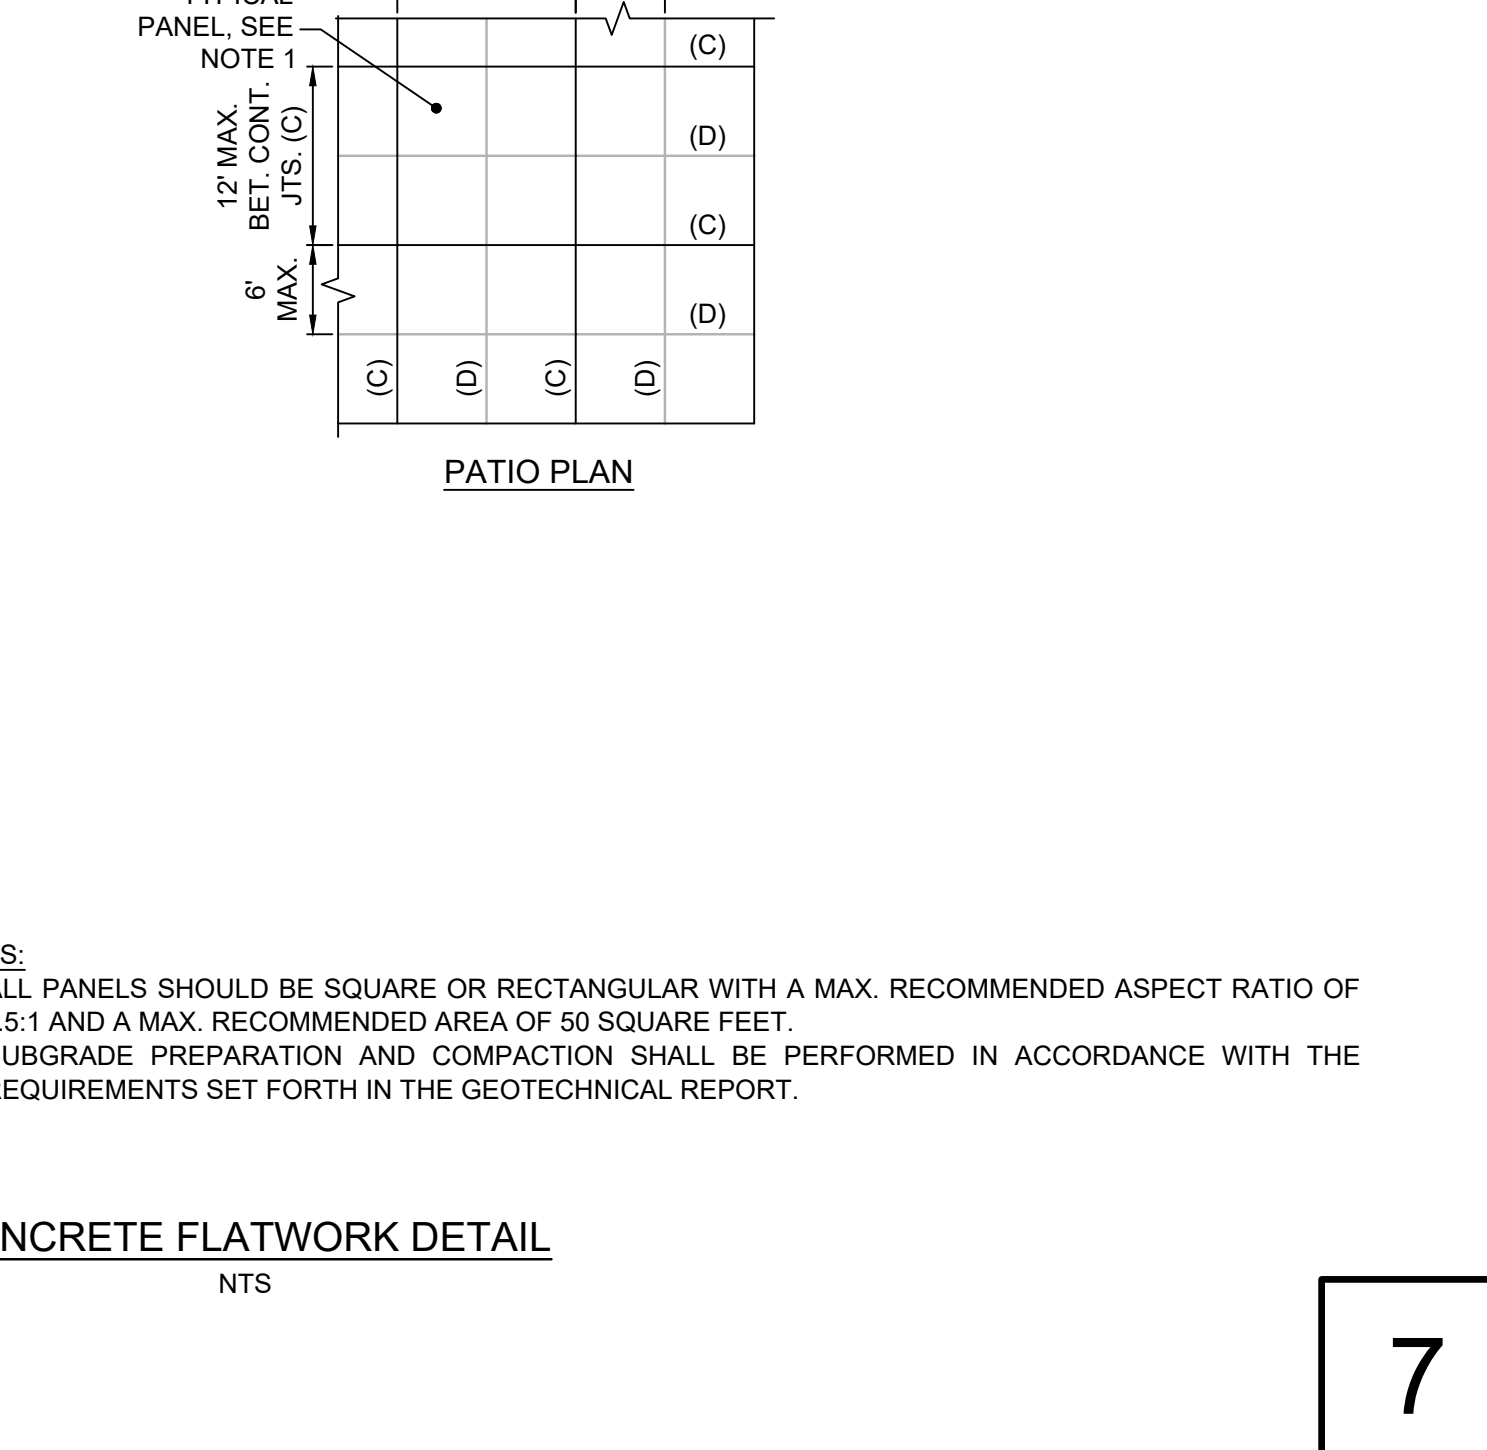 PANEL, SEE
NOTE 1
(C)
12' MAX.
BET. CONT.
JTS. (C)
(D)
(C)
6'
MAX.
(D)
(C)
(D)
(C)
(D)
PATIO PLAN
S:
ALL PANELS SHOULD BE SQUARE OR RECTANGULAR WITH A MAX. RECOMMENDED ASPECT RATIO OF
.5:1 AND A MAX. RECOMMENDED AREA OF 50 SQUARE FEET.
SUBGRADE PREPARATION AND COMPACTION SHALL BE PERFORMED IN ACCORDANCE WITH THE
REQUIREMENTS SET FORTH IN THE GEOTECHNICAL REPORT.
NCRETE FLATWORK DETAIL
NTS
7